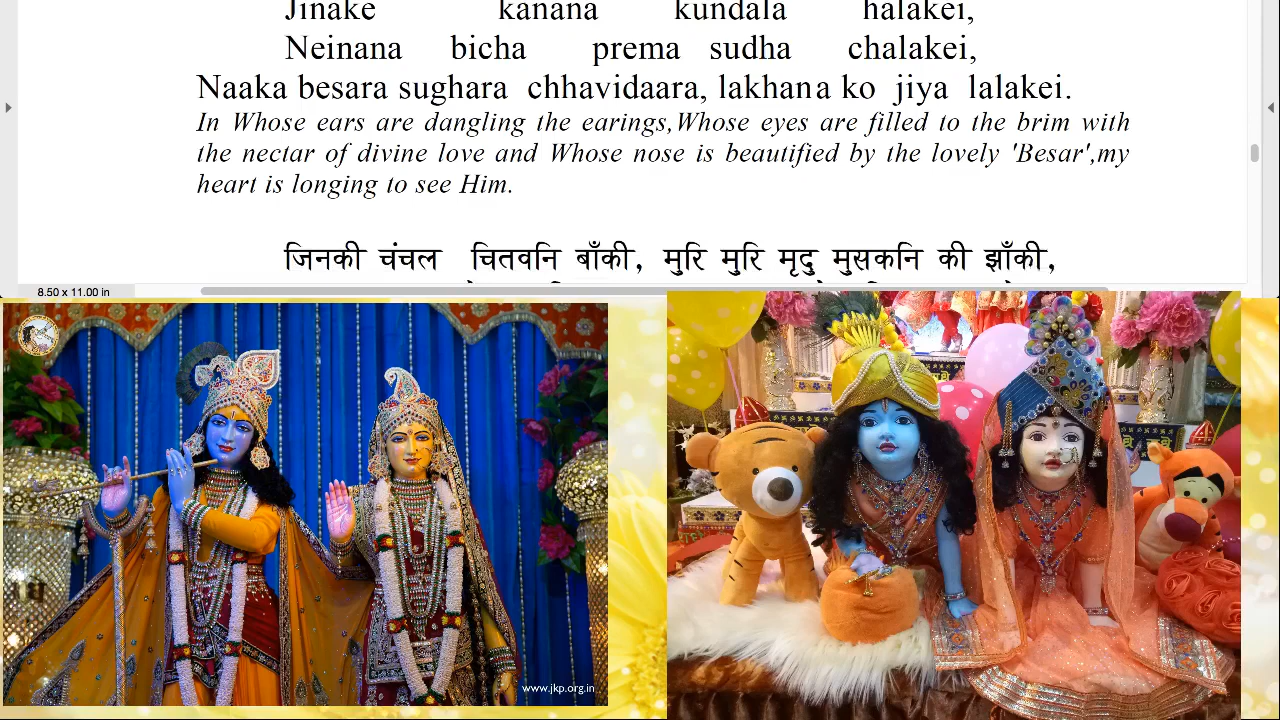 Jinake kanana kundala halakei,
Neinana bicha prema sudha chalakei,
Naaka besara sughara chhavidaara, lakhana ko jiya lalakei.
In Whose ears are dangling the earings,Whose eyes are filled to the brim with
the nectar of divine love and Whose nose is beautified by the lovely 'Besar',my
heart is longing to see Him.
जिनकी चंचल चितवनि बाँकी, मुरि मुरि मृदु मुसकनि की झाँकी,
8.50 x 11.00 in
www.jkp.org.in